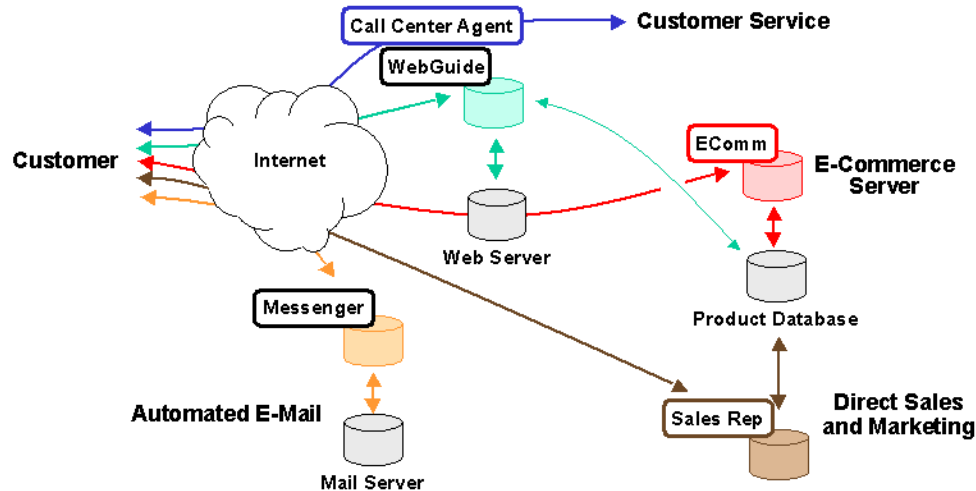 Call Center Agent
Customer Service
WebGuide
EComm
Customer
Internet
E-Commerce
Server
Web Server
Messenger
Product Database
Automated E-Mail
Sales Rep
Direct Sales
and Marketing
Mail Server